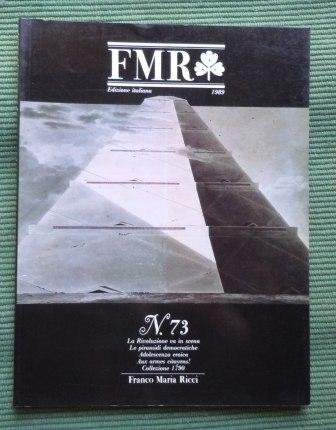 FMR
Edizione italiana 1989
N. 73
La Rivoluzione va in scena
Le piramidi democratiche
Adolescenza eroica
Aux armes citoyens!
Collezione 1790
Franco Maria Ricci